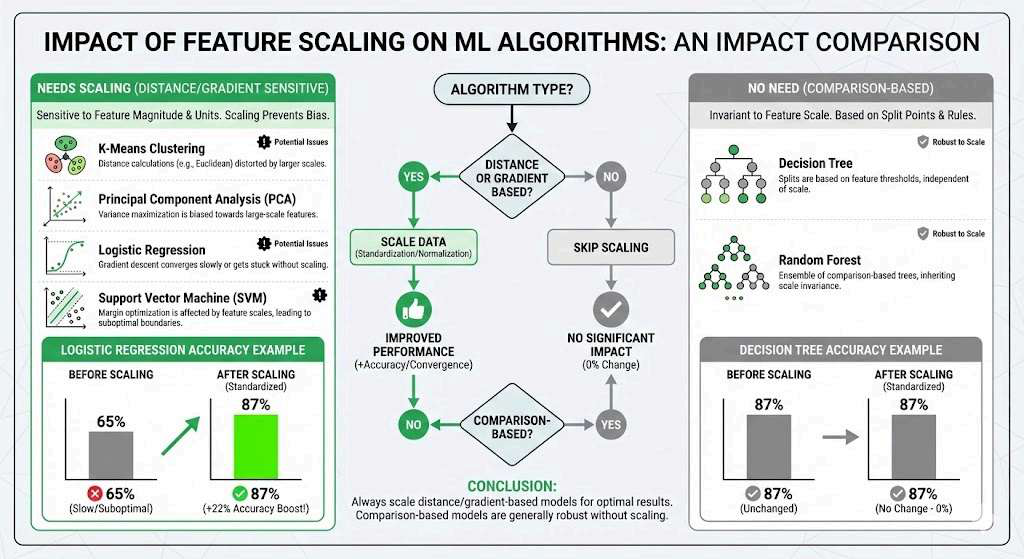 IMPACT OF FEATURE SCALING ON ML ALGORITHMS: AN IMPACT COMPARISON
NEEDS SCALING (DISTANCE/GRADIENT SENSITIVE)
Sensitive to Feature Magnitude & Units. Scaling Prevents Bias.
Potential Issues
K-Means Clustering
Distance calculations (e.g., Euclidean) distorted by larger scales.
Principal Component Analysis (PCA)
Variance maximization is biased towards large-scale features.
Potential Issues
Logistic Regression
Gradient descent converges slowly or gets stuck without scaling.
Support Vector Machine (SVM)
Margin optimization is affected by feature scales, leading to
suboptimal boundaries.
LOGISTIC REGRESSION ACCURACY EXAMPLE
BEFORE SCALING
65%
65%
(Slow/Suboptimal)
AFTER SCALING
(Standardized)
87%
87%
(+22% Accuracy Boost!)
ALGORITHM TYPE?
DISTANCE
OR GRADIENT
BASED?
YES
NO
SCALE DATA
(Standardization/Normalization)
SKIP SCALING
IMPROVED
PERFORMANCE
(+Accuracy/Convergence)
NO SIGNIFICANT
IMPACT
(0% Change)
NO
COMPARISON-
BASED?
YES
CONCLUSION:
Always scale distance/gradient-based models for optimal results.
Comparison-based models are generally robust without scaling.
NO NEED (COMPARISON-BASED)
Invariant to Feature Scale. Based on Split Points & Rules.
Robust to Scale
Decision Tree
Splits are based on feature thresholds, independent
of scale.
Robust to Scale
Random Forest
Ensemble of comparison-based trees, inheriting
scale invariance.
DECISION TREE ACCURACY EXAMPLE
BEFORE SCALING
87%
87%
(Unchanged)
AFTER SCALING
(Standardized)
87%
87%
(No Change - 0%)